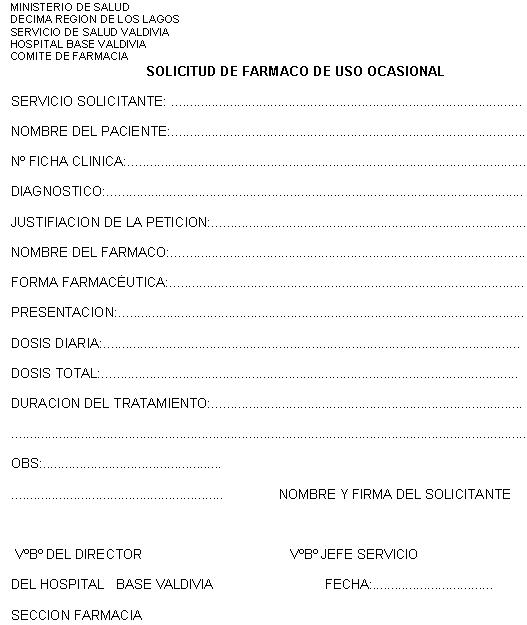 MINISTERIO DE SALUD
DECIMA REGION DE LOS LAGOS
SERVICIO DE SALUD VALDIVIA
HOSPITAL BASE VALDIVIA
COMITE DE FARMACIA
SOLICITUD DE FARMACO DE USO OCASIONAL
SERVICIO SOLICITANTE: ..............................................................................................
NOMBRE DEL PACIENTE:..............................................................................................
Nº FICHA CLINICA:..............................................................................................
DIAGNOSTICO:..............................................................................................
JUSTIFIACION DE LA PETICION:..............................................................................................
NOMBRE DEL FARMACO:..............................................................................................
FORMA FARMACÉUTICA:..............................................................................................
PRESENTACION:..............................................................................................
DOSIS DIARIA:..............................................................................................
DOSIS TOTAL:..............................................................................................
DURACION DEL TRATAMIENTO:..............................................................................................
..............................................................................................
OBS:................................................
......................................................... NOMBRE Y FIRMA DEL SOLICITANTE
VºBº DEL DIRECTOR VºBº JEFE SERVICIO
DEL HOSPITAL BASE VALDIVIA FECHA:................................
SECCION FARMACIA